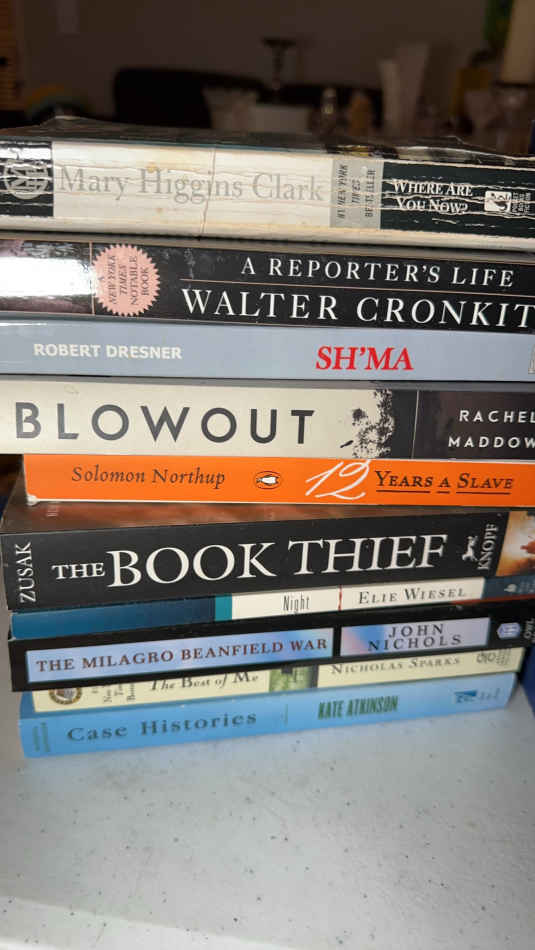 Mary Higgins Clark
#1 NEW YORK
TIMES
BESTSELLER
WHERE ARE
YOU NOW?
A
NEW YORK
TIMES
NOTABLE
BOOK
A REPORTER'S LIFE
WALTER CRONKIT
ROBERT DRESNER
SH'MA
BLOWOUT
RACHEL
MADDOW
Solomon Northup
12 YEARS A SLAVE
ZUSAK
THE BOOK THIEF
KNOPF
Night
ELIE WIESEL
THE MILAGRO BEANFIELD WAR
JOHN
NICHOLS
OWL
The Best of Me
NICHOLAS SPARKS
Case Histories
KATE ATKINSON